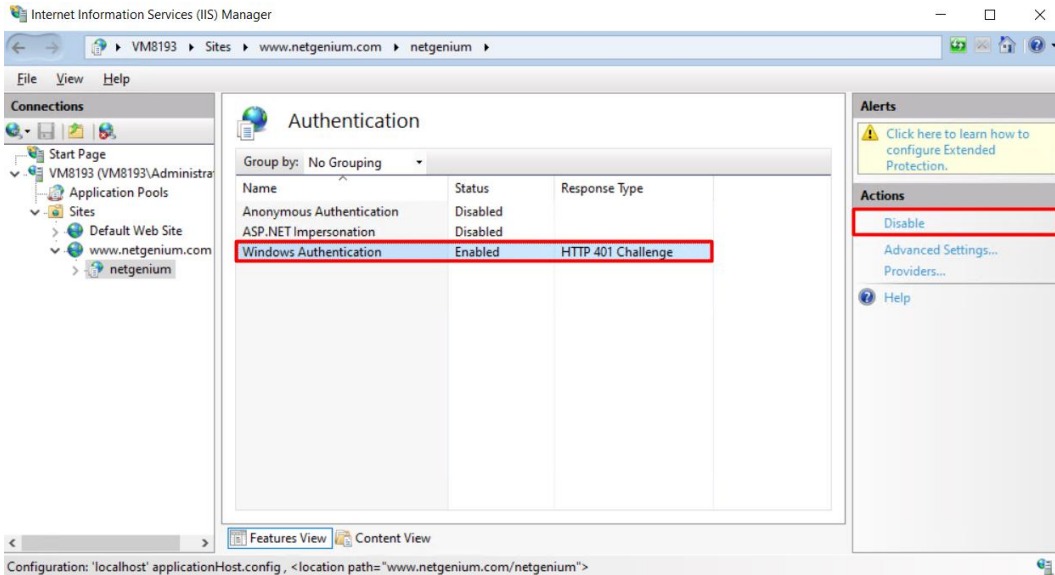 Internet Information Services (IIS) Manager
VM8193 Sites www.netgenium.com netgenium
File View Help
Connections
Start Page
VM8193 (VM8193\Administra
Application Pools
Sites
Default Web Site
www.netgenium.com
netgenium
Authentication
Group by: No Grouping
Name Status Response Type
Anonymous Authentication Disabled
ASP.NET Impersonation Disabled
Windows Authentication Enabled HTTP 401 Challenge
Features View Content View
Alerts
Click here to learn how to
configure Extended
Protection.
Actions
Disable
Advanced Settings...
Providers...
Help
Configuration: 'localhost' applicationHost.config , <location path="www.netgenium.com/netgenium">